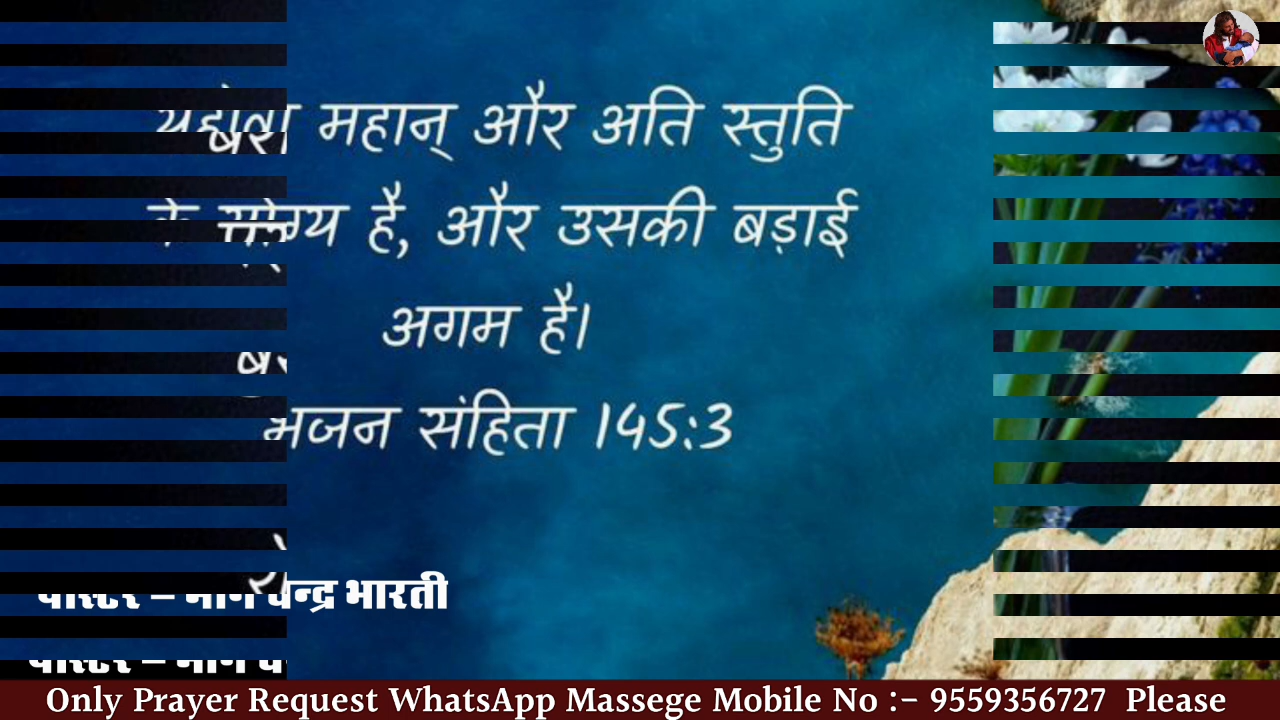 यहोवा महान् और अति स्तुति
के योग्य है, और उसकी बड़ाई
अगम है।
भजन संहिता 145:3
पास्टर – भान चन्द्र भारती
Only Prayer Request WhatsApp Massege Mobile No :– 9559356727 Please